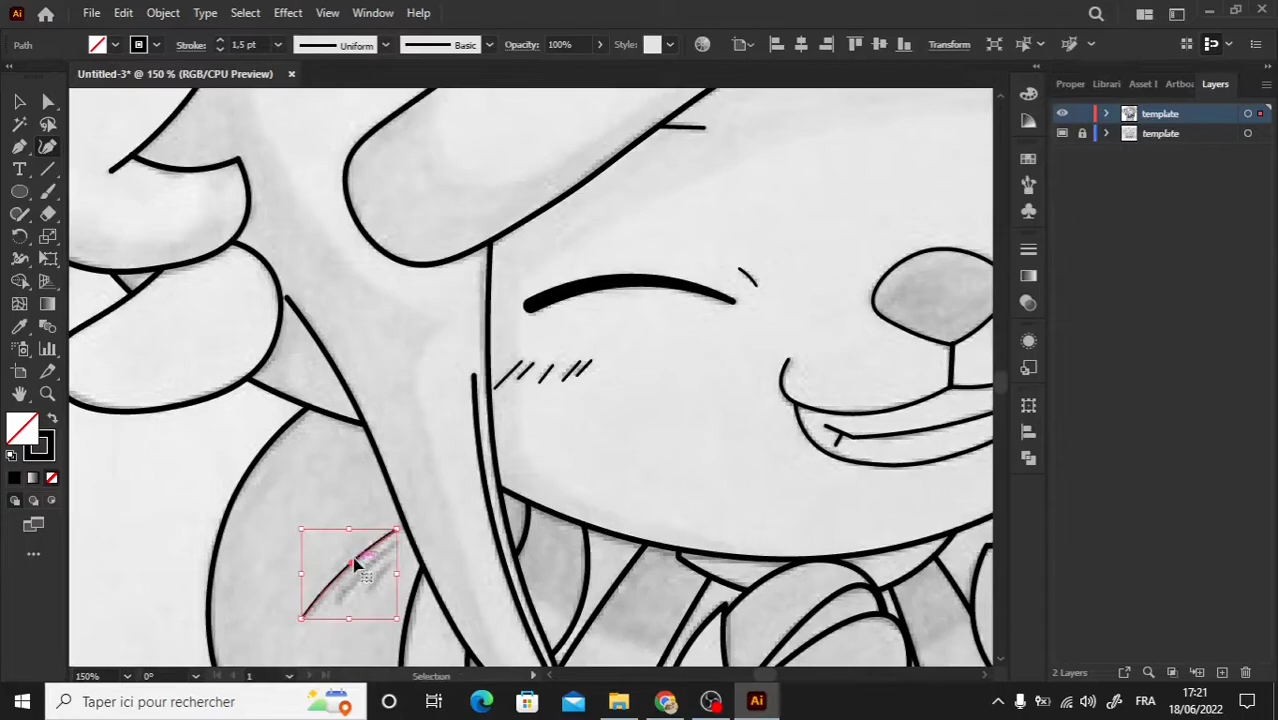 Ai File Edit Object Type Select Effect View Window Help
Path Stroke: 1,5 pt Uniform Basic Opacity: 100% Style: Transform
Untitled-3* @ 150 % (RGB/CPU Preview)
Proper Librari Asset I Artboa Layers
template
template
150% 0° 1 Selection 2 Layers
Taper ici pour rechercher Ai FRA 17:21
18/06/2022